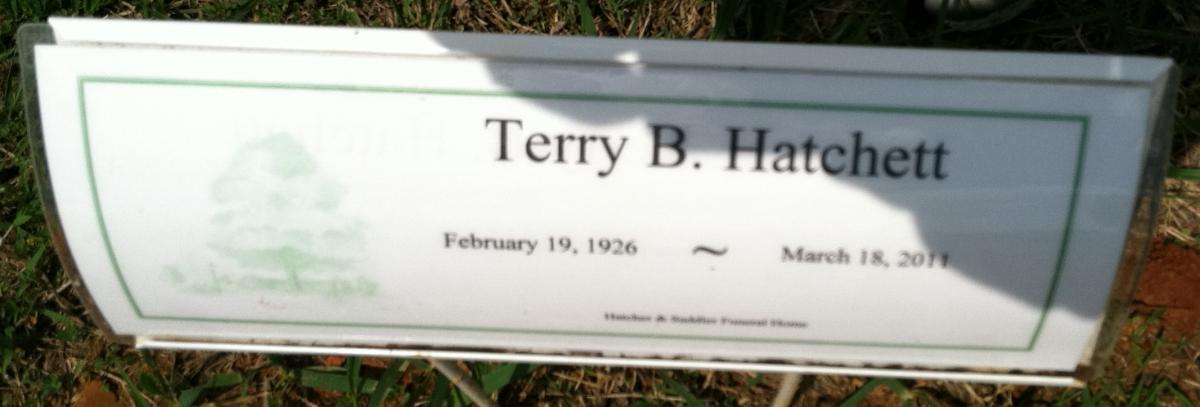 Terry B. Hatchett
February 19, 1926 ~ March 18, 2011
Hatcher & Saddler Funeral Home